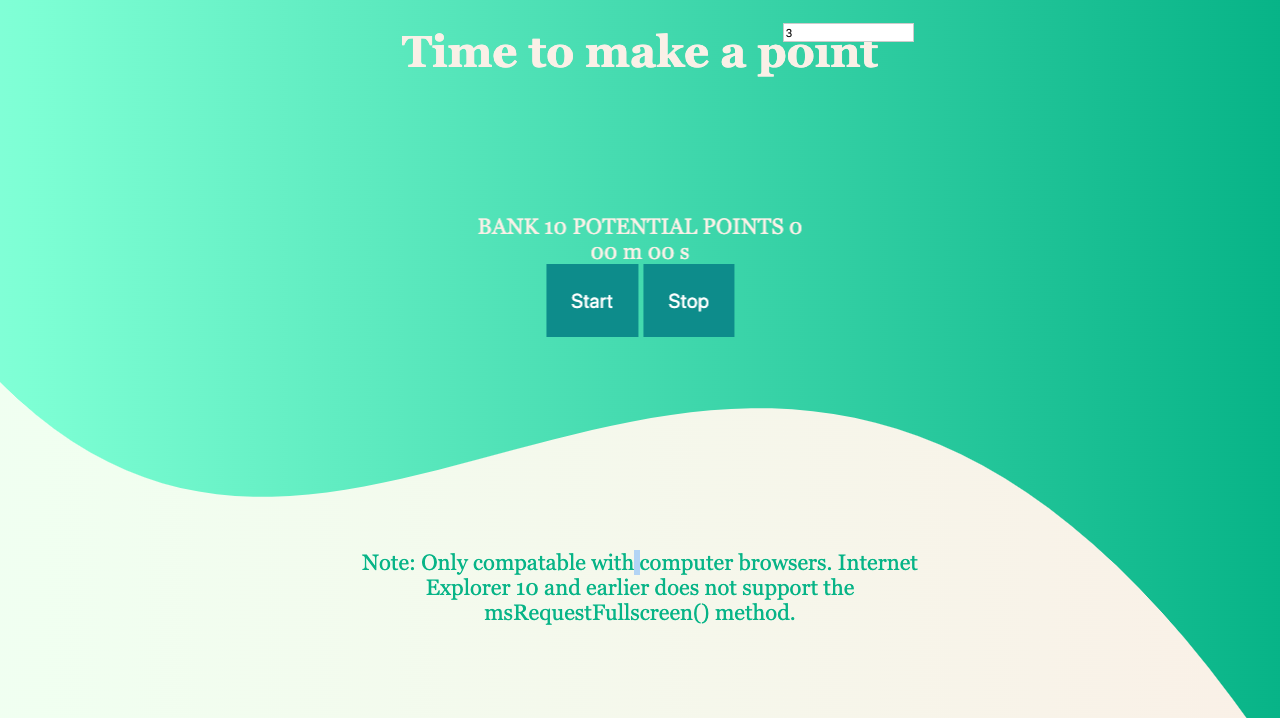 3
Time to make a point
BANK 10 POTENTIAL POINTS 0
00 m 00 s
Start Stop
Note: Only compatable with computer browsers. Internet
Explorer 10 and earlier does not support the
msRequestFullscreen() method.